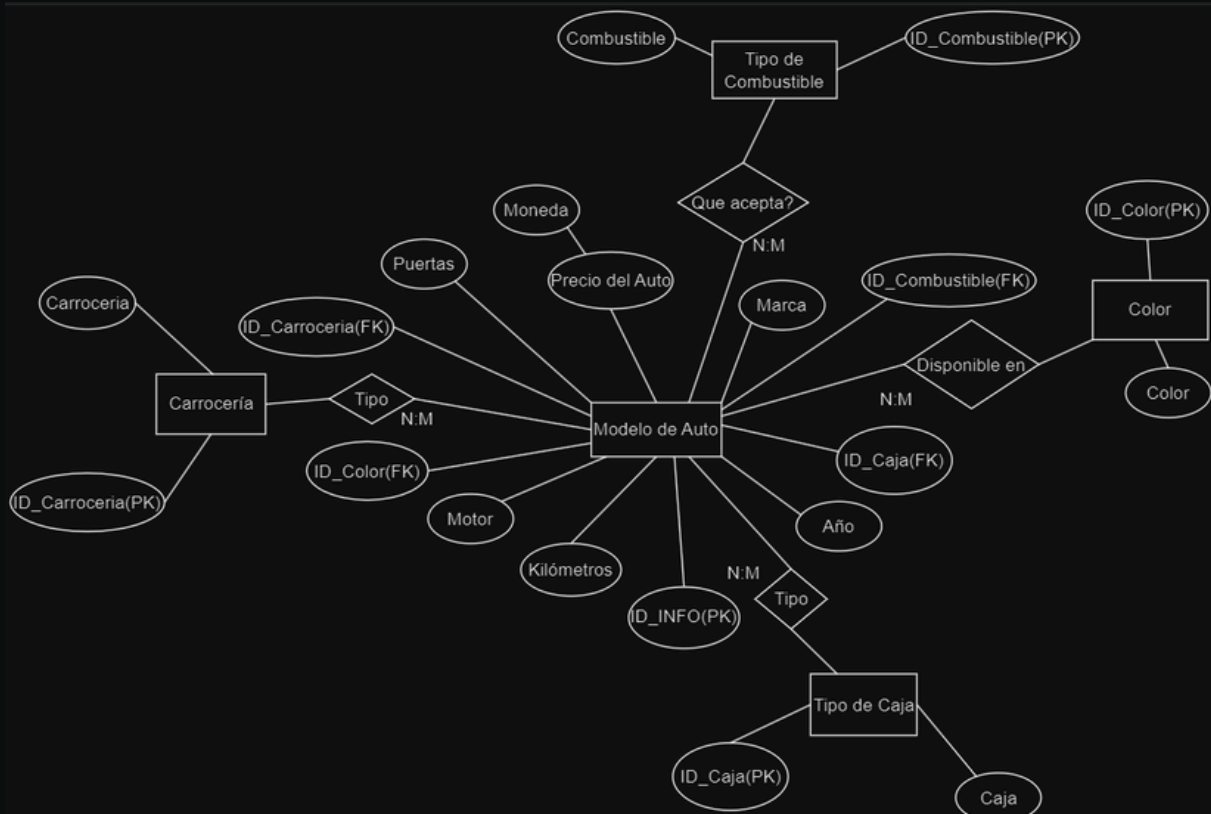 Combustible
ID_Combustible(PK)
Tipo de
Combustible
ID_Color(PK)
Que acepta?
Moneda
N:M
Puertas
Precio del Auto
ID_Combustible(FK)
Carroceria
Marca
Color
ID_Carroceria(FK)
Disponible en
Color
Carrocería
Tipo
N:M
N:M
Modelo de Auto
ID_Color(FK)
ID_Caja(FK)
ID_Carroceria(PK)
Motor
Año
Kilómetros
N:M
Tipo
ID_INFO(PK)
Tipo de Caja
ID_Caja(PK)
Caja